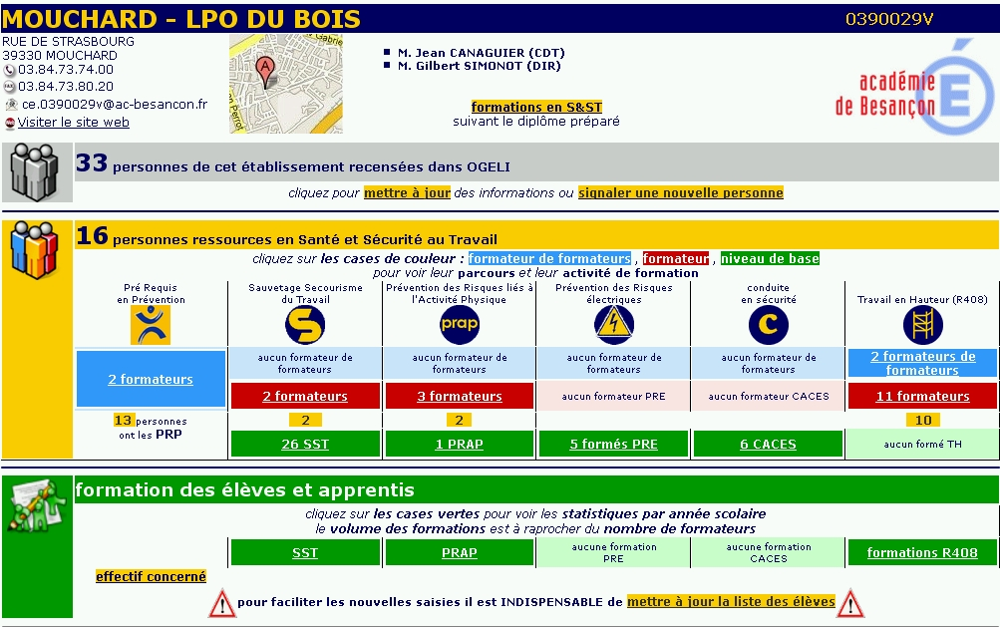 MOUCHARD - LPO DU BOIS
0390029V
RUE DE STRASBOURG
39330 MOUCHARD
03.84.73.74.00
FAX 03.84.73.80.20
ce.0390029v@ac-besancon.fr
Visiter le site web
A
M. Jean CANAGUIER (CDT)
M. Gilbert SIMONOT (DIR)
formations en S&ST
suivant le diplôme préparé
académie
de Besançon
É
33 personnes de cet établissement recensées dans OGELI
cliquez pour mettre à jour des informations ou signaler une nouvelle personne
16 personnes ressources en Santé et Sécurité au Travail
cliquez sur les cases de couleur : formateur de formateurs , formateur , niveau de base
pour voir leur parcours et leur activité de formation
Pré Requis
en Prévention
Sauvetage Secourisme
du Travail
Prévention des Risques liés à
l'Activité Physique
Prévention des Risques
électriques
conduite
en sécurité
Travail en Hauteur (R408)
S
prap
C
2 formateurs
aucun formateur de
formateurs
aucun formateur de
formateurs
aucun formateur de
formateurs
aucun formateur de
formateurs
2 formateurs de
formateurs
2 formateurs
3 formateurs
aucun formateur PRE
aucun formateur CACES
11 formateurs
13 personnes
ont les PRP
2
2
10
26 SST
1 PRAP
5 formés PRE
6 CACES
aucun formé TH
formation des élèves et apprentis
cliquez sur les cases vertes pour voir les statistiques par année scolaire
le volume des formations est à raprocher du nombre de formateurs
SST
PRAP
aucune formation
PRE
aucune formation
CACES
formations R408
effectif concerné
pour faciliter les nouvelles saisies il est INDISPENSABLE de mettre à jour la liste des élèves